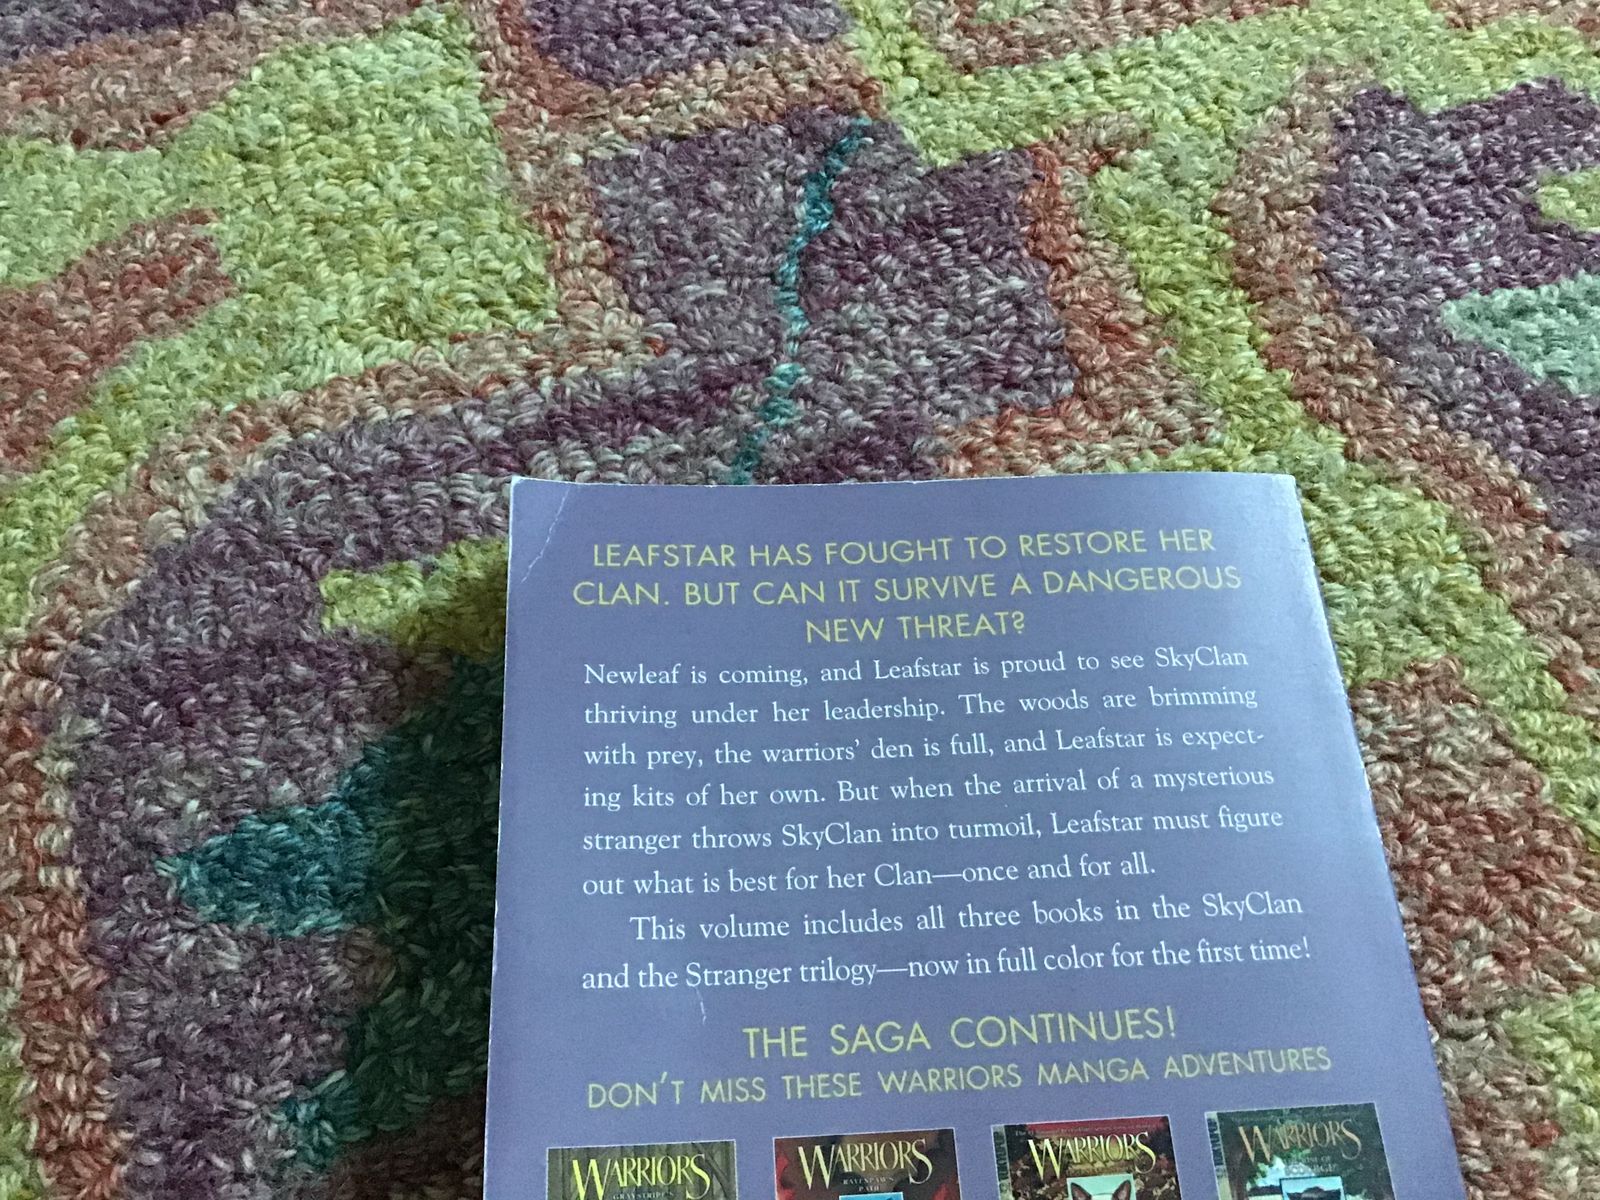 LEAFSTAR HAS FOUGHT TO RESTORE HER
CLAN. BUT CAN IT SURVIVE A DANGEROUS
NEW THREAT?
Newleaf is coming, and Leafstar is proud to see SkyClan
thriving under her leadership. The woods are brimming
with prey, the warriors' den is full, and Leafstar is expect-
ing kits of her own. But when the arrival of a mysterious
stranger throws SkyClan into turmoil, Leafstar must figure
out what is best for her Clan—once and for all.
This volume includes all three books in the SkyClan
and the Stranger trilogy—now in full color for the first time!
THE SAGA CONTINUES!
DON'T MISS THESE WARRIORS MANGA ADVENTURES
WARRIORS WARRIORS WARRIORS WARRIORS
GRAYSTRIPE'S RAVENPAW'S
PATH